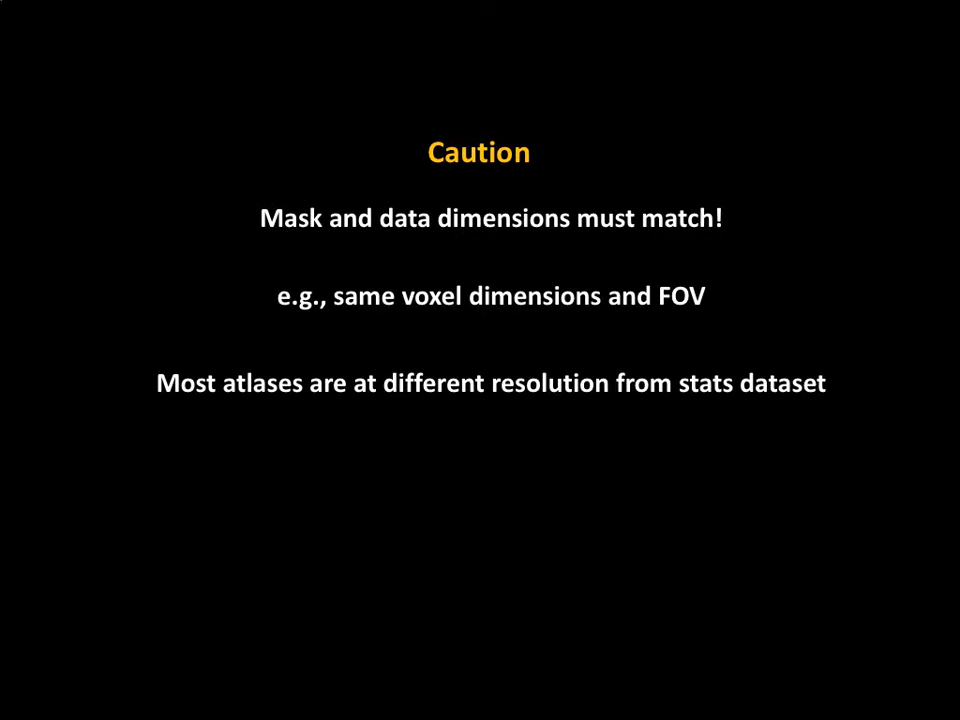 Caution
Mask and data dimensions must match!
e.g., same voxel dimensions and FOV
Most atlases are at different resolution from stats dataset